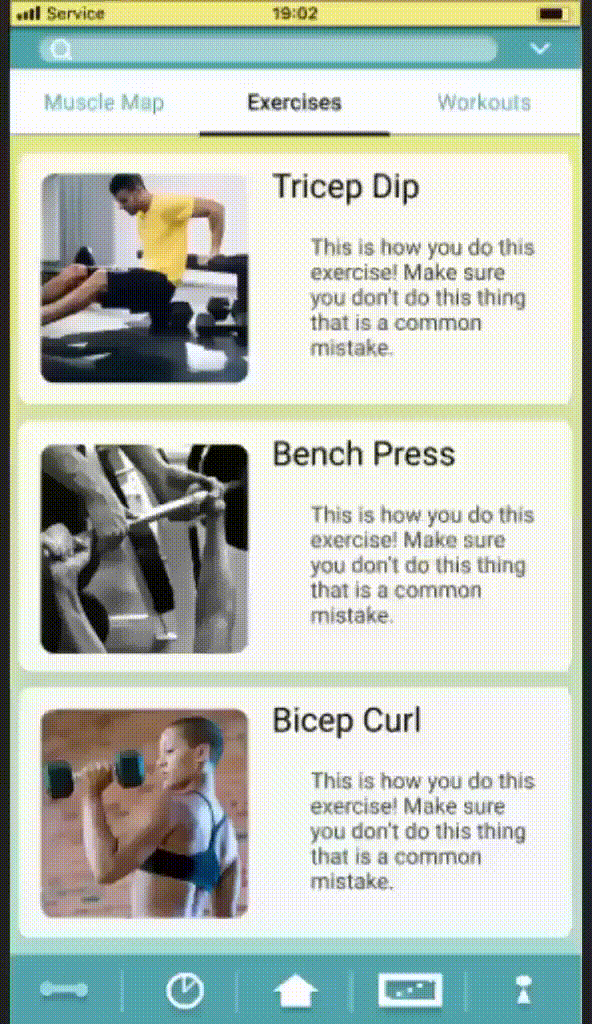 Service 19:02
Muscle Map Exercises Workouts
Tricep Dip
This is how you do this
exercise! Make sure
you don't do this thing
that is a common
mistake.
Bench Press
This is how you do this
exercise! Make sure
you don't do this thing
that is a common
mistake.
Bicep Curl
This is how you do this
exercise! Make sure
you don't do this thing
that is a common
mistake.